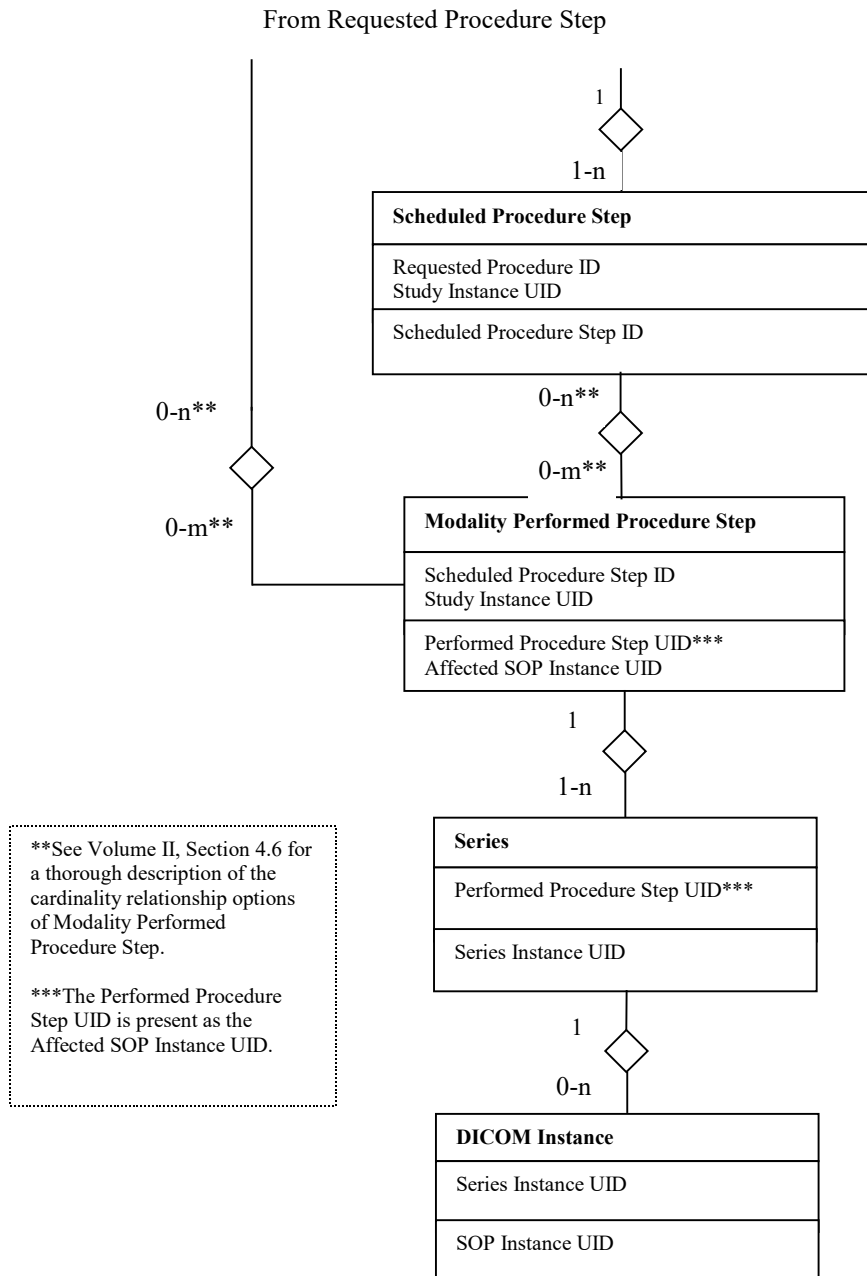 From Requested Procedure Step
1
1-n
Scheduled Procedure Step
Requested Procedure ID
Study Instance UID
Scheduled Procedure Step ID
0-n**
0-n**
0-m**
0-m**
Modality Performed Procedure Step
Scheduled Procedure Step ID
Study Instance UID
Performed Procedure Step UID***
Affected SOP Instance UID
1
1-n
**See Volume II, Section 4.6 for
a thorough description of the
cardinality relationship options
of Modality Performed
Procedure Step.
***The Performed Procedure
Step UID is present as the
Affected SOP Instance UID.
Series
Performed Procedure Step UID***
Series Instance UID
1
0-n
DICOM Instance
Series Instance UID
SOP Instance UID